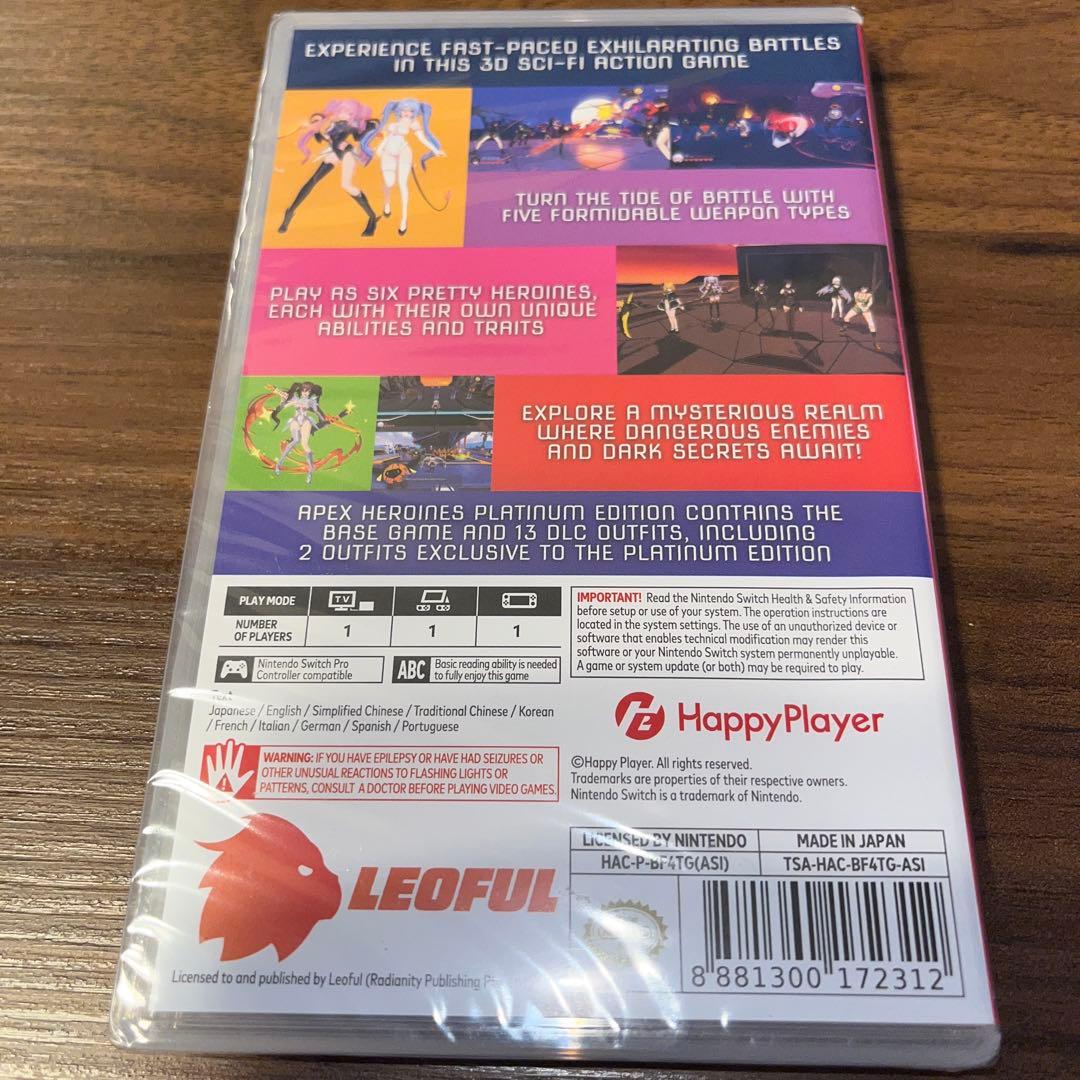 EXPERIENCE FAST-PACED EXHILARATING BATTLES
IN THIS 3D SCI-FI ACTION GAME
TURN THE TIDE OF BATTLE WITH
FIVE FORMIDABLE WEAPON TYPES
PLAY AS SIX PRETTY HEROINES,
EACH WITH THEIR OWN UNIQUE
ABILITIES AND TRAITS
EXPLORE A MYSTERIOUS REALM
WHERE DANGEROUS ENEMIES
AND DARK SECRETS AWAIT!
APEX HEROINES PLATINUM EDITION CONTAINS THE
BASE GAME AND 13 DLC OUTFITS, INCLUDING
2 OUTFITS EXCLUSIVE TO THE PLATINUM EDITION
PLAY MODE TV
NUMBER
OF PLAYERS
1 1 1
Nintendo Switch Pro
Controller compatible
ABC Basic reading ability is needed
to fully enjoy this game
IMPORTANT! Read the Nintendo Switch Health & Safety Information
before setup or use of your system. The operation instructions are
located in the system settings. The use of an unauthorized device or
software that enables technical modification may render this
software or your Nintendo Switch system permanently unplayable.
A game or system update (or both) may be required to play.
Text
Japanese / English / Simplified Chinese / Traditional Chinese / Korean
/ French / Italian / German / Spanish / Portuguese
HappyPlayer
WARNING: IF YOU HAVE EPILEPSY OR HAVE HAD SEIZURES OR
OTHER UNUSUAL REACTIONS TO FLASHING LIGHTS OR
PATTERNS, CONSULT A DOCTOR BEFORE PLAYING VIDEO GAMES.
©Happy Player. All rights reserved.
Trademarks are properties of their respective owners.
Nintendo Switch is a trademark of Nintendo.
LEOFUL
LICENSED BY NINTENDO MADE IN JAPAN
HAC-P-BF4TG(ASI) TSA-HAC-BF4TG-ASI
8 881300 172312
Licensed to and published by Leoful (Radianity Publishing